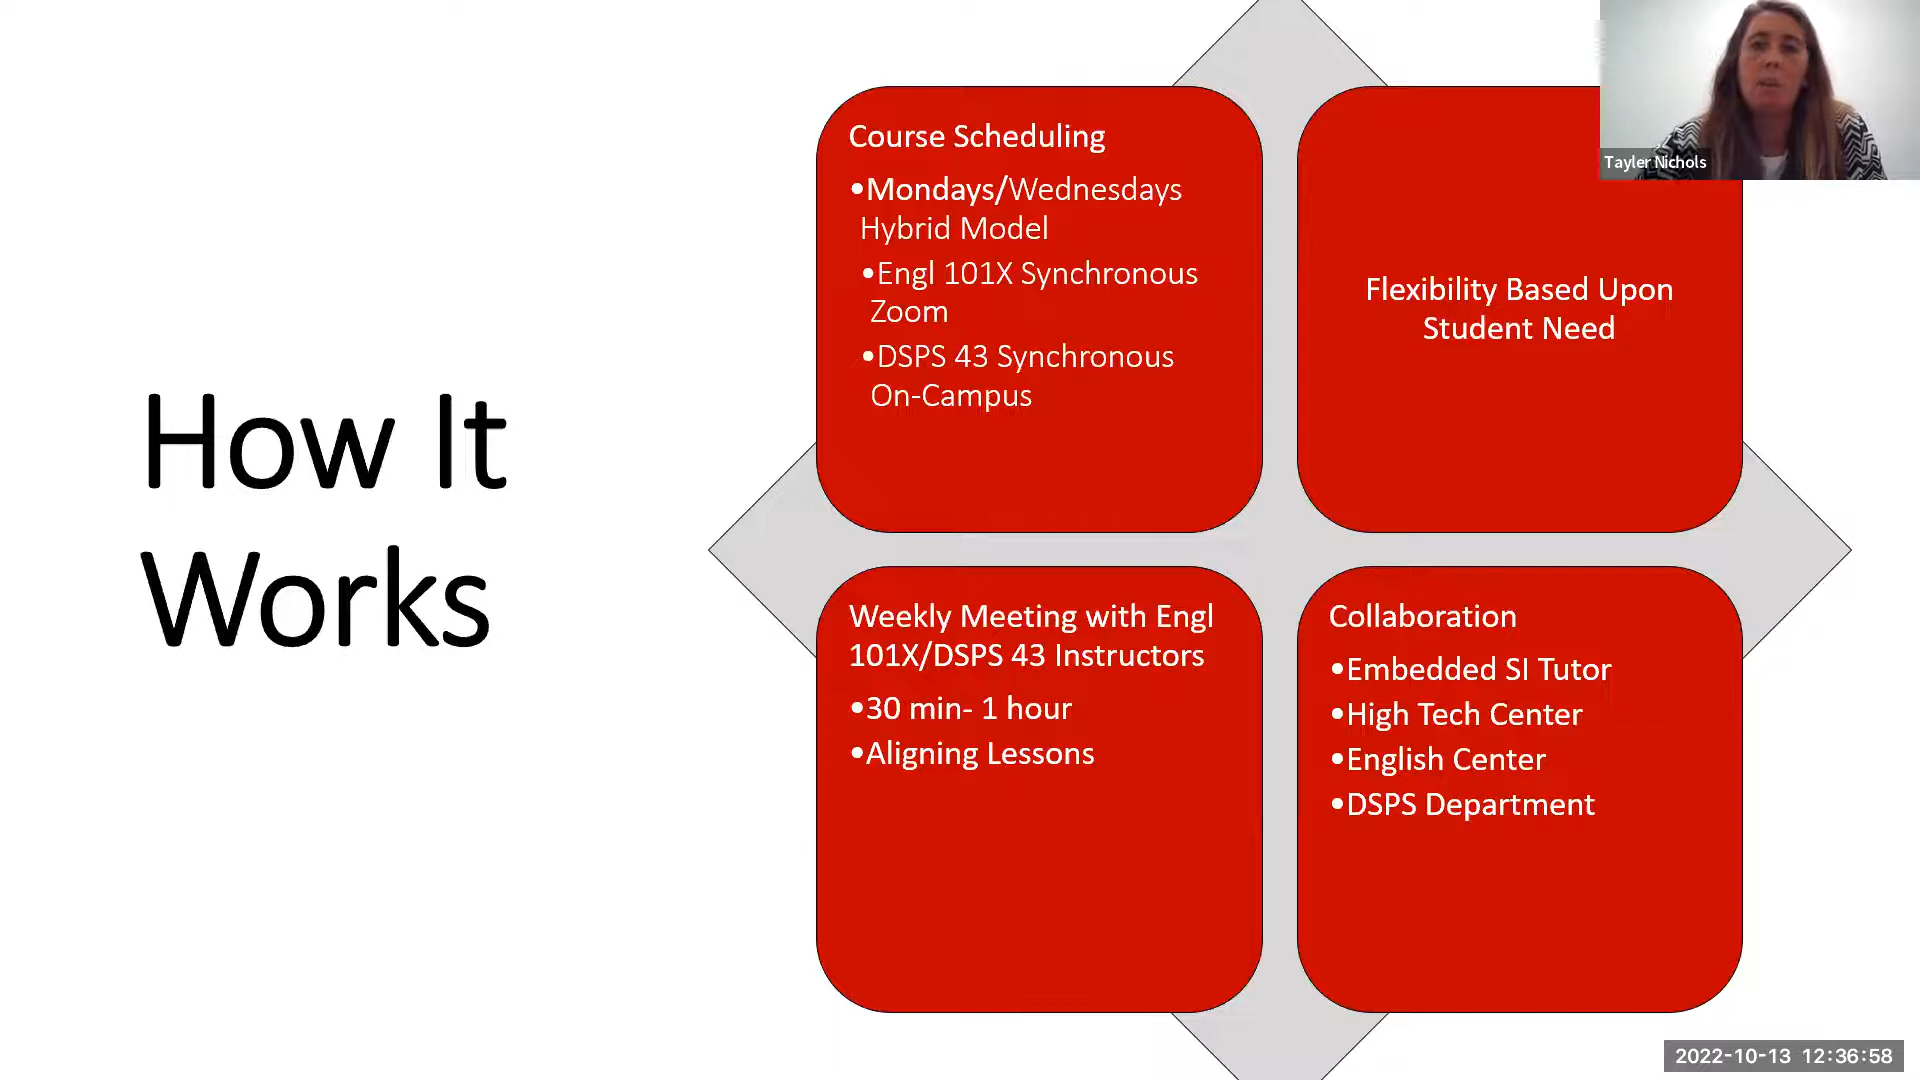 How It
Works
Course Scheduling
•Mondays/Wednesdays
Hybrid Model
•Engl 101X Synchronous
Zoom
•DSPS 43 Synchronous
On-Campus
Flexibility Based Upon
Student Need
Weekly Meeting with Engl
101X/DSPS 43 Instructors
•30 min- 1 hour
•Aligning Lessons
Collaboration
•Embedded SI Tutor
•High Tech Center
•English Center
•DSPS Department
Tayler Nichols
2022-10-13 12:36:58